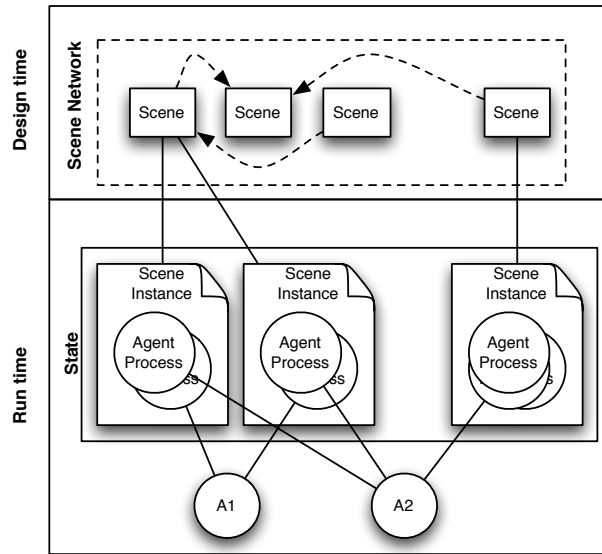 Design time
Scene Network
Scene
Scene
Scene
Scene
Run time
State
Scene
Instance
Agent
Process
Scene
Instance
Agent
Process
Scene
Instance
Agent
Process
A1
A2